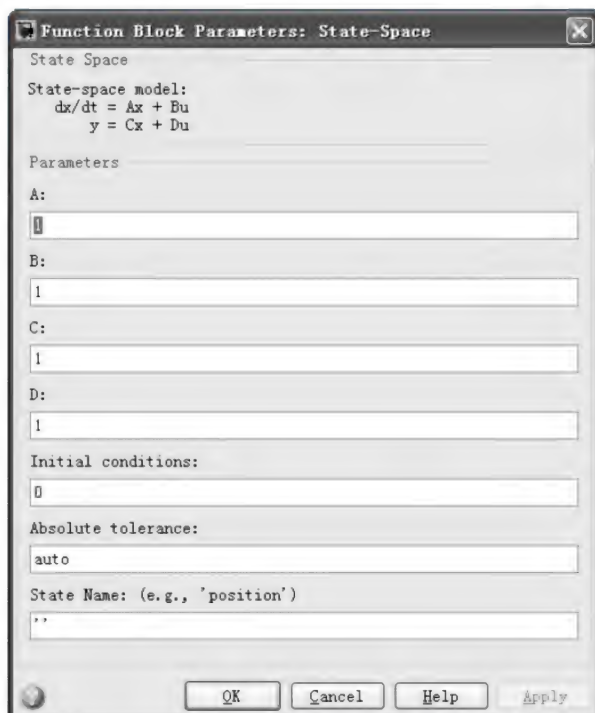 Function Block Parameters: State-Space
State Space
State-space model:
dx/dt = Ax + Bu
y = Cx + Du
Parameters
A:
1
B:
1
C:
1
D:
1
Initial conditions:
0
Absolute tolerance:
auto
State Name: (e.g., 'position')
''
OK Cancel Help Apply